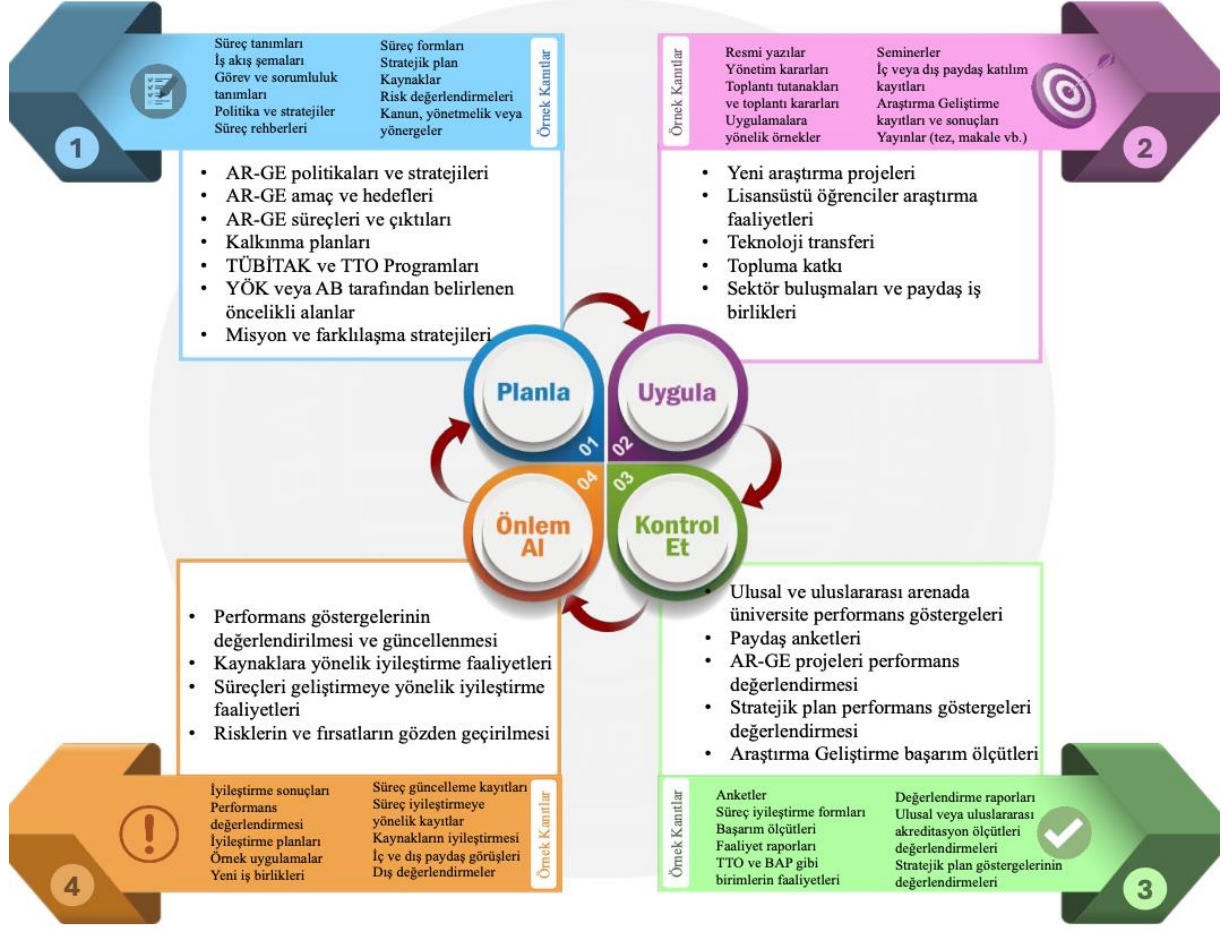 Süreç tanımları
İş akış şemaları
Görev ve sorumluluk
tanımları
Politika ve stratejiler
Süreç rehberleri
Süreç formları
Stratejik plan
Kaynaklar
Risk değerlendirmeleri
Kanun, yönetmelik veya
yönergeler
Örnek Kanıtlar
1
• AR-GE politikaları ve stratejileri
• AR-GE amaç ve hedefleri
• AR-GE süreçleri ve çıktıları
• Kalkınma planları
• TÜBİTAK ve TTO Programları
• YÖK veya AB tarafından belirlenen
öncelikli alanlar
• Misyon ve farklılaşma stratejileri
Örnek Kanıtlar
Resmi yazılar
Yönetim kararları
Toplantı tutanakları
ve toplantı kararları
Uygulamalara
yönelik örnekler
Seminerler
İç veya dış paydaş katılım
kayıtları
Araştırma Geliştirme
kayıtları ve sonuçları
Yayınlar (tez, makale vb.)
2
• Yeni araştırma projeleri
• Lisansüstü öğrenciler araştırma
faaliyetleri
• Teknoloji transferi
• Topluma katkı
• Sektör buluşmaları ve paydaş iş
birlikleri
Planla
01
Uygula
02
Önlem
Al
04
Kontrol
Et
03
• Performans göstergelerinin
değerlendirilmesi ve güncellenmesi
• Kaynaklara yönelik iyileştirme faaliyetleri
• Süreçleri geliştirmeye yönelik iyileştirme
faaliyetleri
• Risklerin ve fırsatların gözden geçirilmesi
İyileştirme sonuçları
Performans
değerlendirmesi
İyileştirme planları
Örnek uygulamalar
Yeni iş birlikleri
Süreç güncelleme kayıtları
Süreç iyileştirmeye
yönelik kayıtlar
Kaynakların iyileştirmesi
İç ve dış paydaş görüşleri
Dış değerlendirmeler
Örnek Kanıtlar
4
• Ulusal ve uluslararası arenada
üniversite performans göstergeleri
• Paydaş anketleri
• AR-GE projeleri performans
değerlendirmesi
• Stratejik plan performans göstergeleri
değerlendirmesi
• Araştırma Geliştirme başarım ölçütleri
Örnek Kanıtlar
Anketler
Süreç iyileştirme formları
Başarım ölçütleri
Faaliyet raporları
TTO ve BAP gibi
birimlerin faaliyetleri
Değerlendirme raporları
Ulusal veya uluslararası
akreditasyon ölçütleri
değerlendirmeleri
Stratejik plan göstergelerinin
değerlendirmeleri
3